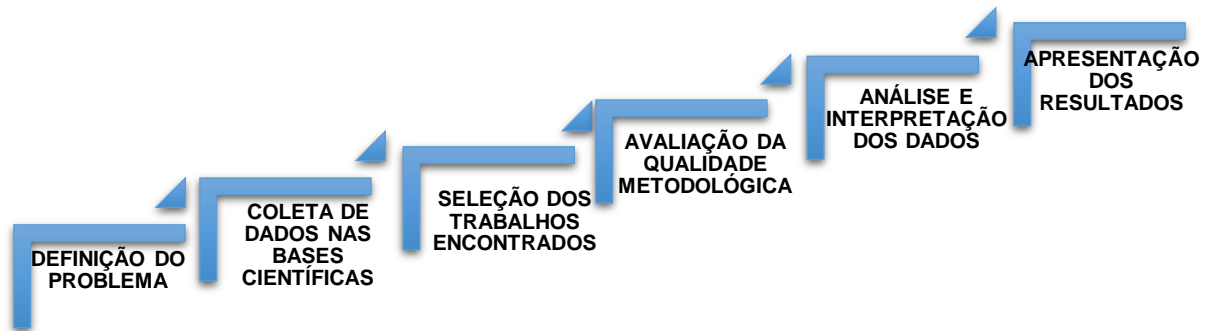 DEFINIÇÃO DO
PROBLEMA
COLETA DE
DADOS NAS
BASES
CIENTÍFICAS
SELEÇÃO DOS
TRABALHOS
ENCONTRADOS
AVALIAÇÃO DA
QUALIDADE
METODOLÓGICA
ANÁLISE E
INTERPRETAÇÃO
DOS DADOS
APRESENTAÇÃO
DOS
RESULTADOS